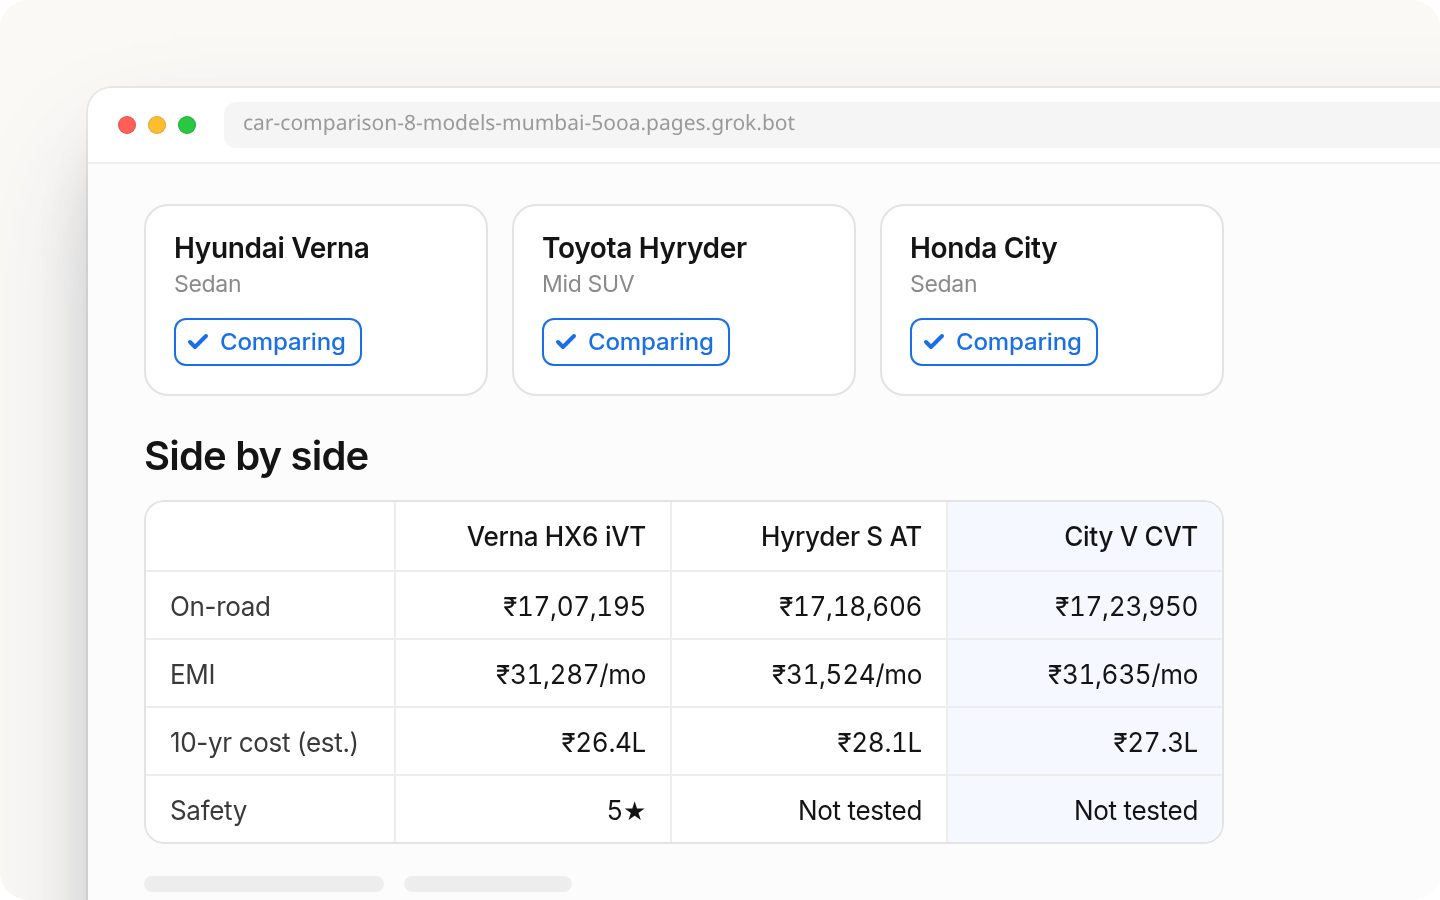 car-comparison-8-models-mumbai-5ooa.pages.grok.bot
Hyundai Verna
Sedan
Comparing
Toyota Hyryder
Mid SUV
Comparing
Honda City
Sedan
Comparing
Side by side
Verna HX6 iVT Hyryder S AT City V CVT
On-road ₹17,07,195 ₹17,18,606 ₹17,23,950
EMI ₹31,287/mo ₹31,524/mo ₹31,635/mo
10-yr cost (est.) ₹26.4L ₹28.1L ₹27.3L
Safety 5★ Not tested Not tested